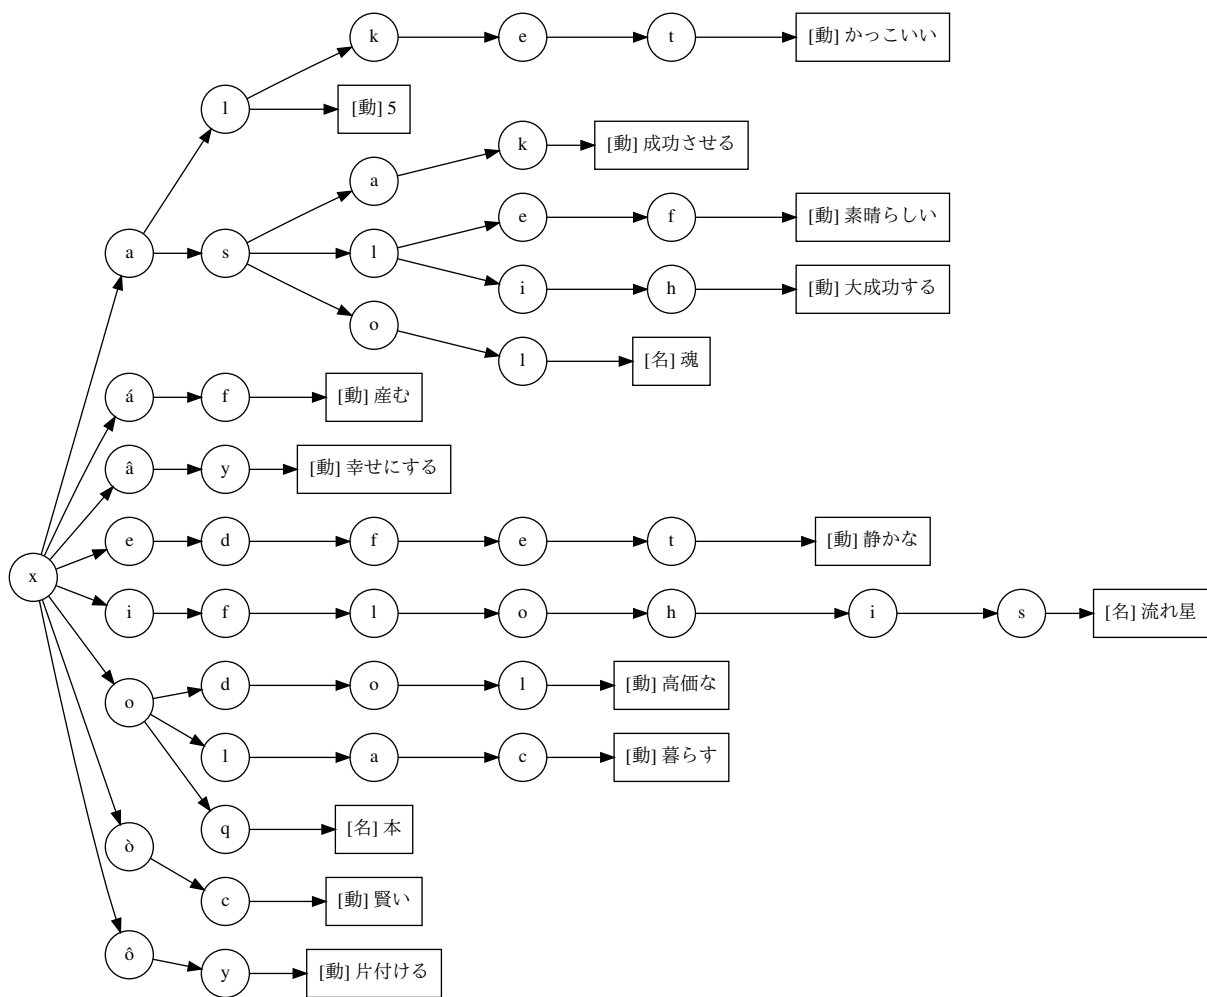 k e t [動] かっこいい
l [動] 5
a k [動] 成功させる
a s l e f [動] 素晴らしい
i h [動] 大成功する
o l [名] 魂
á f [動] 産む
â y [動] 幸せにする
e d f e t [動] 静かな
x
i f l o h i s [名] 流れ星
o d o l [動] 高価な
l a c [動] 暮らす
q [名] 本
ò c [動] 賢い
ô y [動] 片付ける